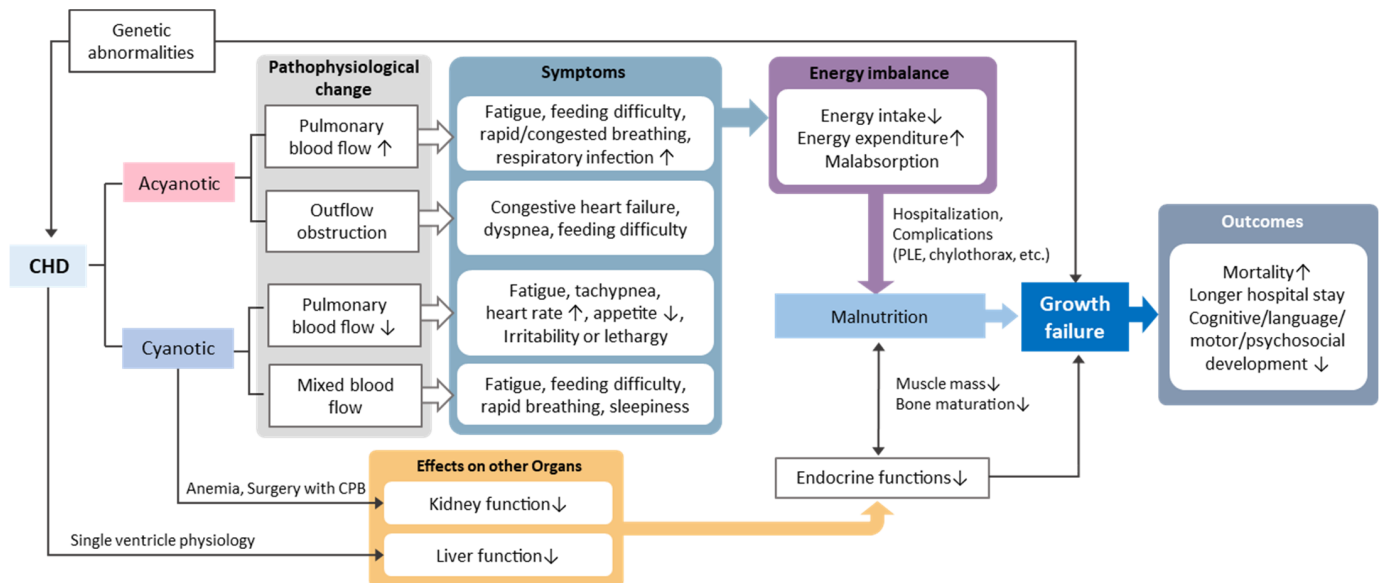 Genetic
abnormalities
Pathophysiological
change
Symptoms
Energy imbalance
Pulmonary
blood flow ↑
Fatigue, feeding difficulty,
rapid/congested breathing,
respiratory infection ↑
Energy intake↓
Energy expenditure↑
Malabsorption
Acyanotic
Outflow
obstruction
Congestive heart failure,
dyspnea, feeding difficulty
Hospitalization,
Complications
(PLE, chylothorax, etc.)
Outcomes
CHD
Mortality↑
Longer hospital stay
Cognitive/language/
motor/psychosocial
development ↓
Pulmonary
blood flow ↓
Fatigue, tachypnea,
heart rate ↑, appetite ↓,
Irritability or lethargy
Malnutrition
Growth
failure
Cyanotic
Mixed blood
flow
Fatigue, feeding difficulty,
rapid breathing, sleepiness
Muscle mass↓
Bone maturation↓
Effects on other Organs
Anemia, Surgery with CPB
Kidney function↓
Endocrine functions↓
Single ventricle physiology
Liver function↓